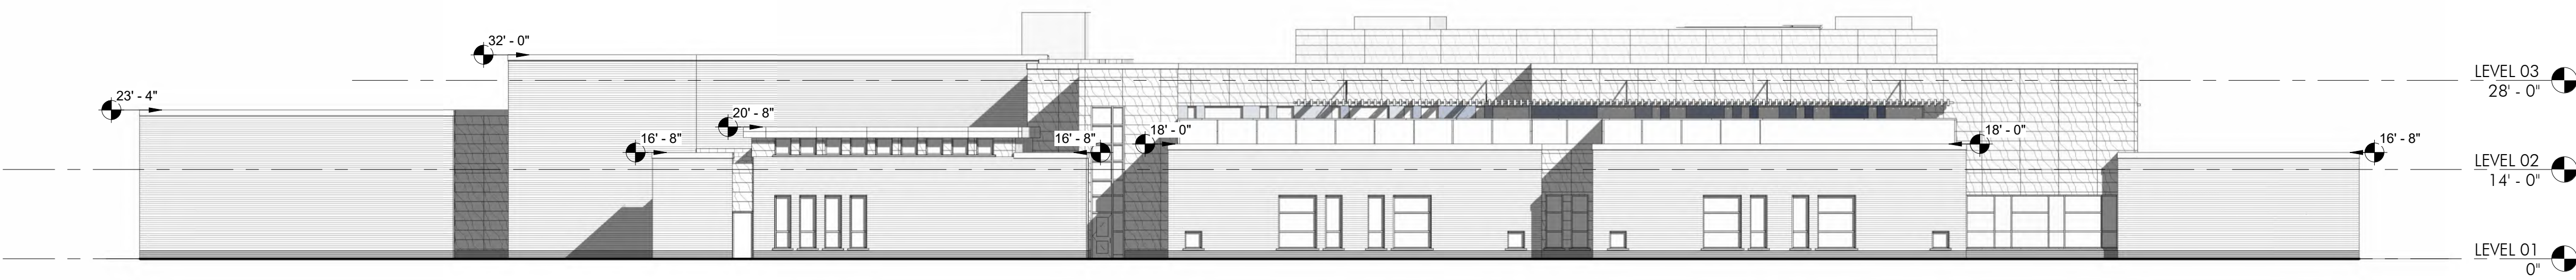 32' - 0"
23' - 4"
20' - 8"
16' - 8"
16' - 8"
18' - 0"
18' - 0"
16' - 8"
LEVEL 03
28' - 0"
LEVEL 02
14' - 0"
LEVEL 01
0"